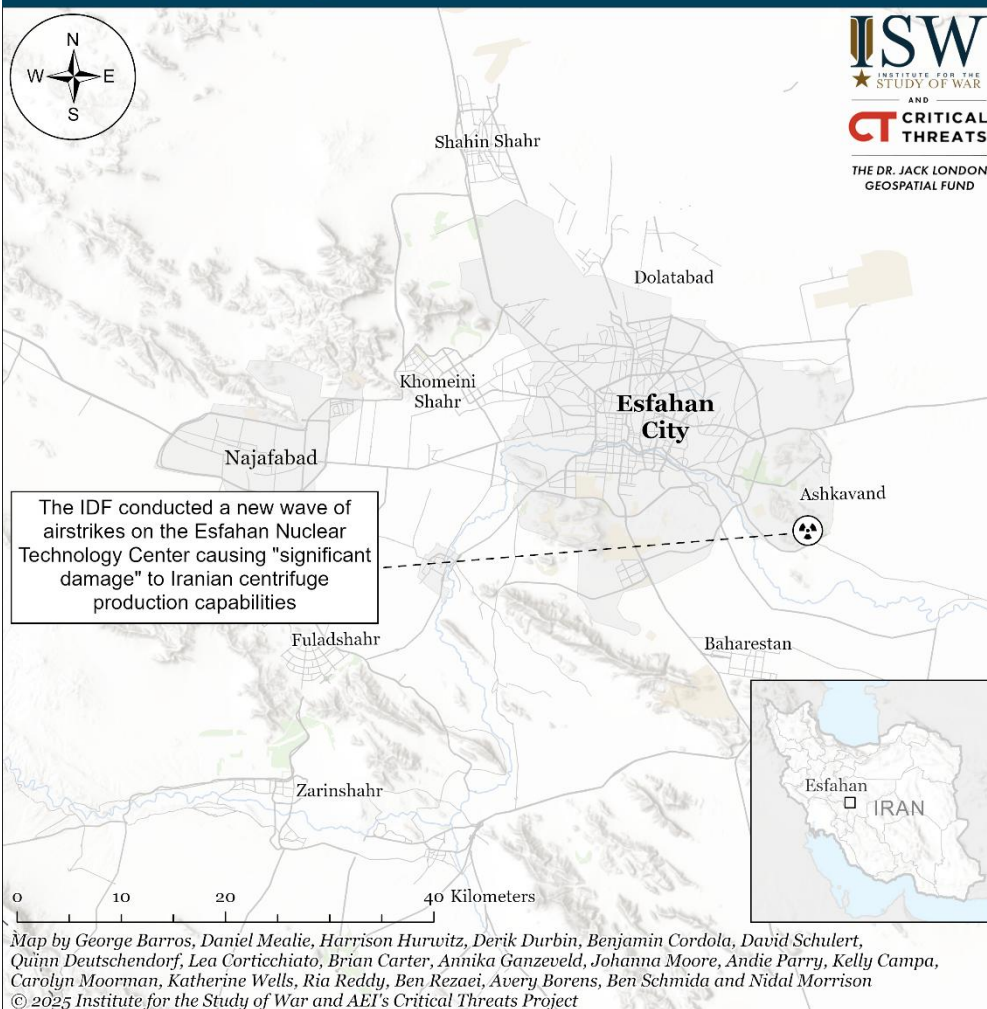 N
W E
S
ISW
INSTITUTE FOR THE
STUDY OF WAR
AND
CT CRITICAL
THREATS
THE DR. JACK LONDON
GEOSPATIAL FUND
Shahin Shahr
Dolatabad
Khomeini
Shahr
Esfahan
City
Najafabad
Ashkavand
The IDF conducted a new wave of
airstrikes on the Esfahan Nuclear
Technology Center causing "significant
damage" to Iranian centrifuge
production capabilities
Fuladshahr
Baharestan
Zarinshahr
Esfahan
IRAN
0 10 20 40 Kilometers
Map by George Barros, Daniel Mealie, Harrison Hurwitz, Derik Durbin, Benjamin Cordola, David Schulert,
Quinn Deutschendorf, Lea Corticchiato, Brian Carter, Annika Ganzeveld, Johanna Moore, Andie Parry, Kelly Campa,
Carolyn Moorman, Katherine Wells, Ria Reddy, Ben Rezaei, Avery Borens, Ben Schmida and Nidal Morrison
© 2025 Institute for the Study of War and AEI's Critical Threats Project